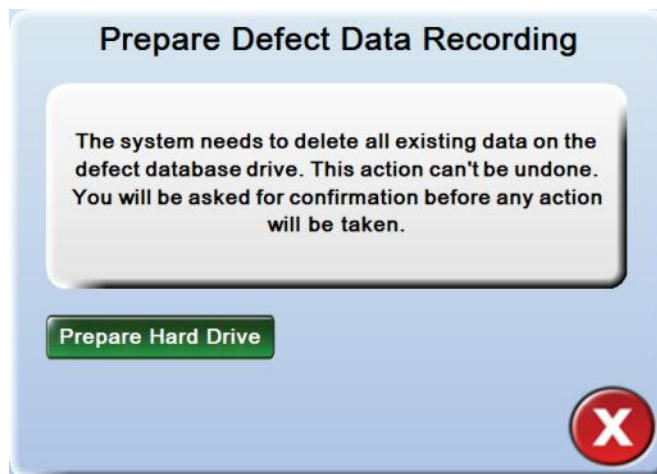 Prepare Defect Data Recording
The system needs to delete all existing data on the
defect database drive. This action can't be undone.
You will be asked for confirmation before any action
will be taken.
Prepare Hard Drive
X